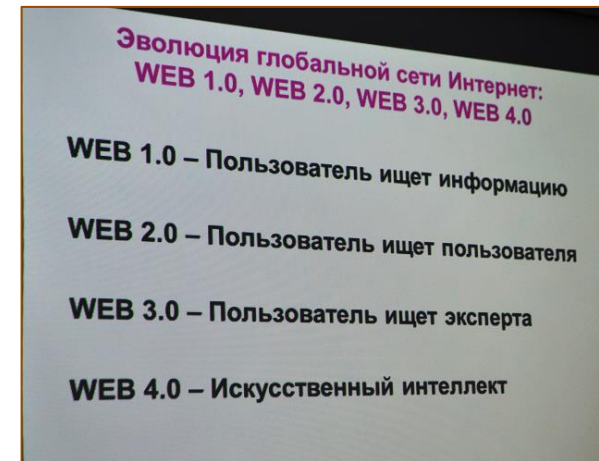 Эволюция глобальной сети Интернет:
WEB 1.0, WEB 2.0, WEB 3.0, WEB 4.0
WEB 1.0 – Пользователь ищет информацию
WEB 2.0 – Пользователь ищет пользователя
WEB 3.0 – Пользователь ищет эксперта
WEB 4.0 – Искусственный интеллект